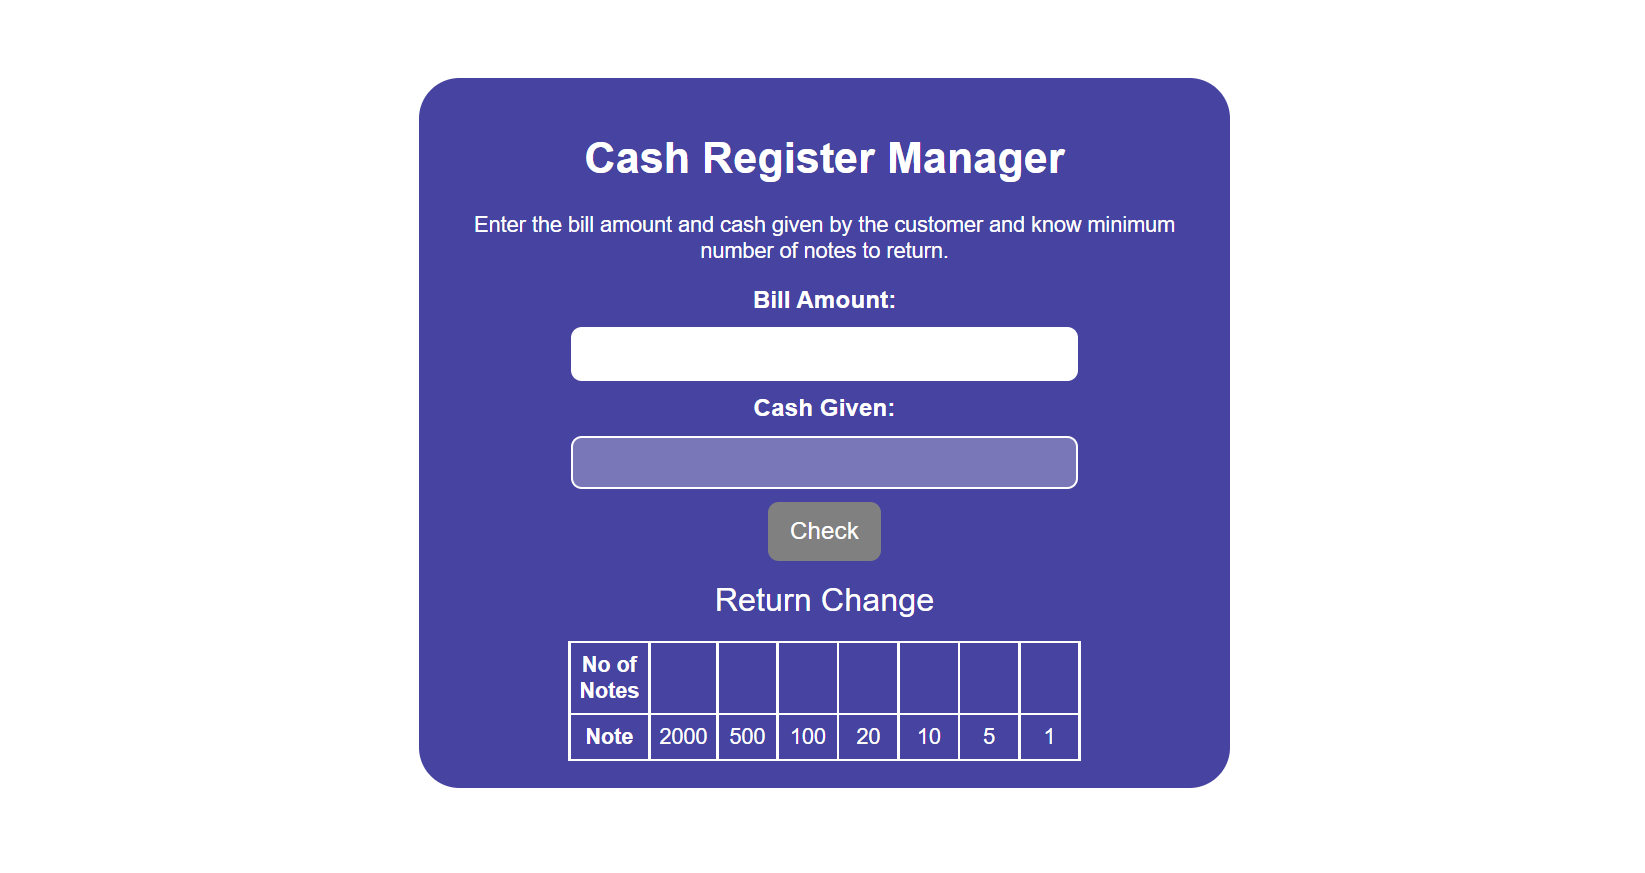 Cash Register Manager
Enter the bill amount and cash given by the customer and know minimum
number of notes to return.
Bill Amount:
Cash Given:
Check
Return Change
No of
Notes
Note 2000 500 100 20 10 5 1